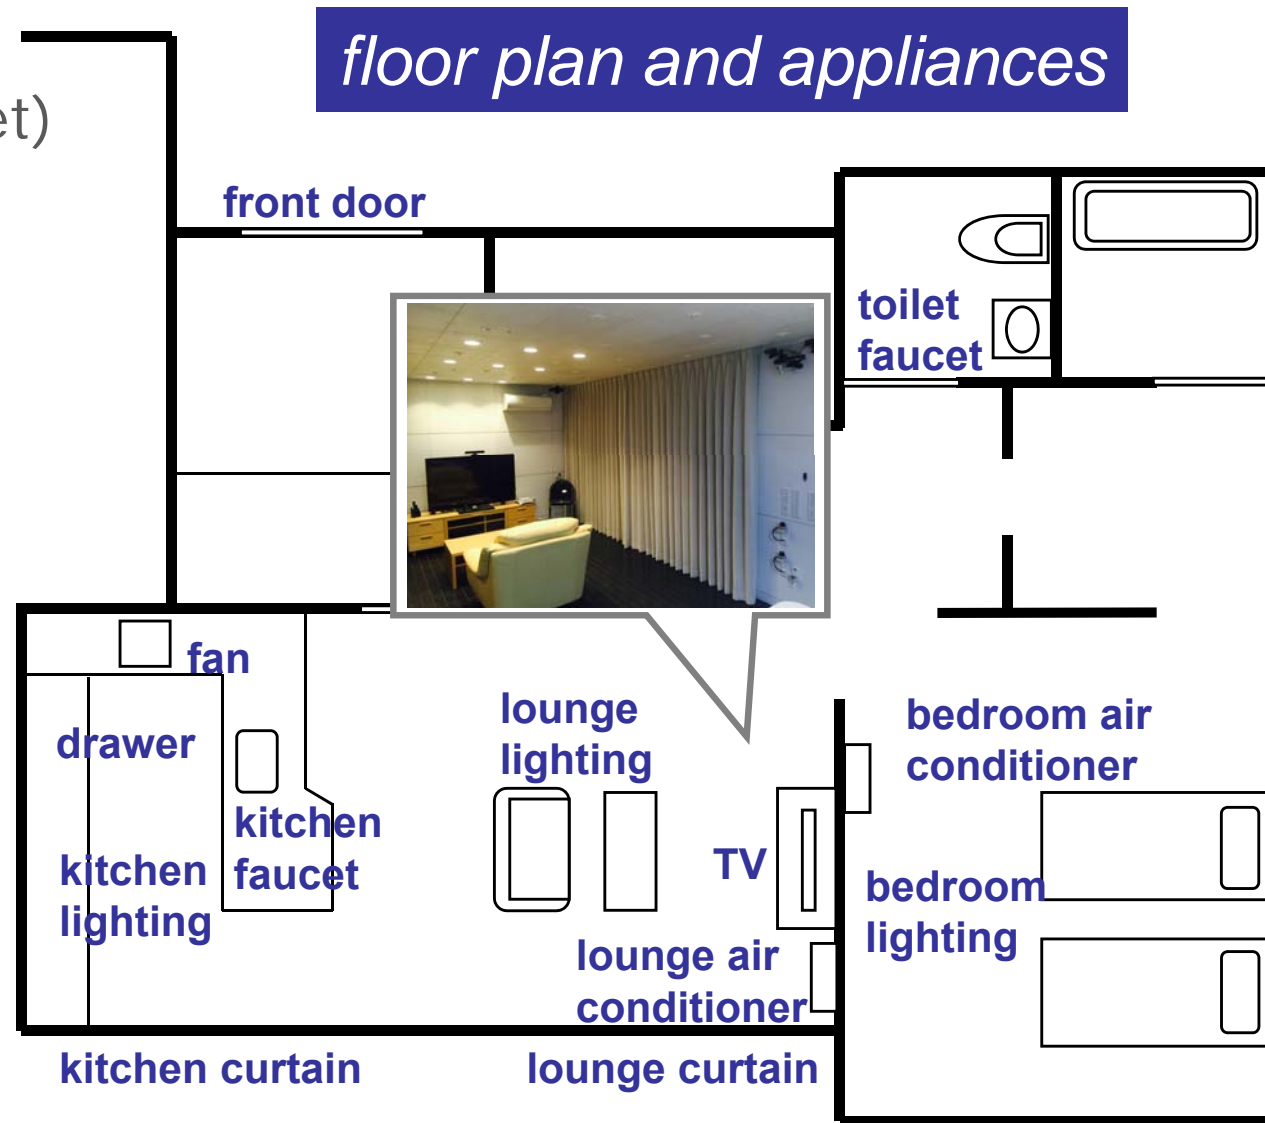 floor plan and appliances
et)
front door
toilet
faucet
fan
drawer
lounge
lighting
bedroom air
conditioner
kitchen
faucet
kitchen
lighting
TV
bedroom
lighting
lounge air
conditioner
kitchen curtain
lounge curtain